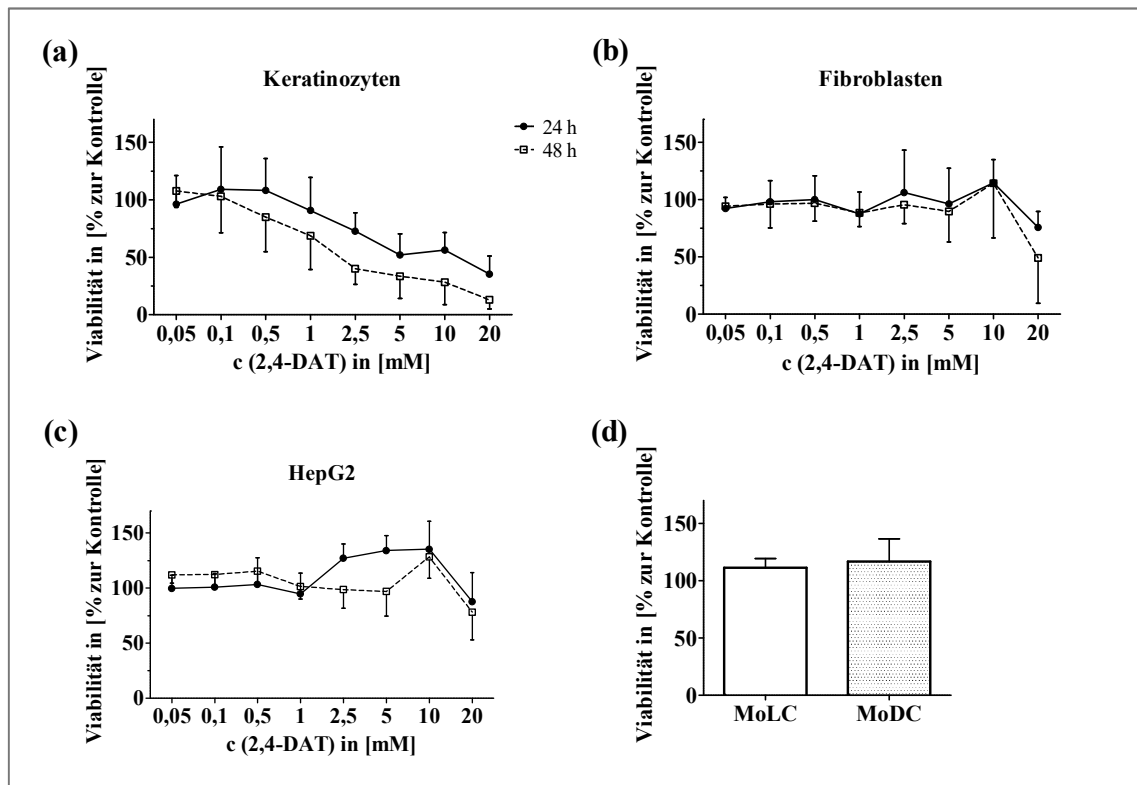 (a)
Keratinozyten
Viabilität in [% zur Kontrolle]
150
100
50
0
0,05 0,1 0,5 1 2,5 5 10 20
c (2,4-DAT) in [mM]
24 h
48 h
(b)
Fibroblasten
Viabilität in [% zur Kontrolle]
150
100
50
0
0,05 0,1 0,5 1 2,5 5 10 20
c (2,4-DAT) in [mM]
(c)
HepG2
Viabilität in [% zur Kontrolle]
150
100
50
0
0,05 0,1 0,5 1 2,5 5 10 20
c (2,4-DAT) in [mM]
(d)
Viabilität in [% zur Kontrolle]
150
100
50
0
MoLC MoDC